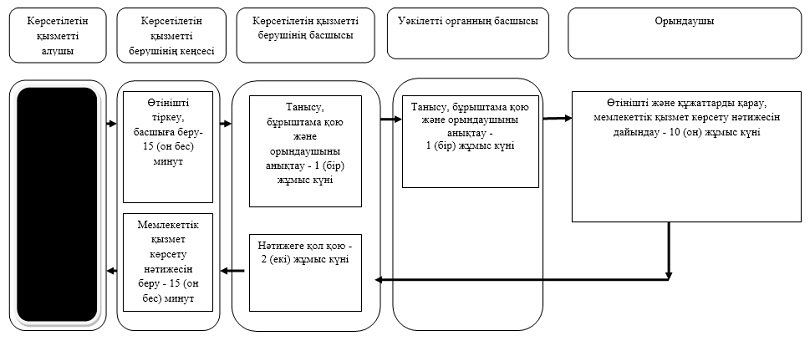 Көрсетілетін
қызметті
алушы
Көрсетілетін
қызметті
берушінің кеңсесі
Көрсетілетін қызметті
берушінің басшысы
Уәкілетті органның басшысы
Орындаушы
Өтінішті
тіркеу,
басшыға беру-
15 (он бес)
минут
Танысу,
бұрыштама қою
және
орындаушыны
анықтау - 1 (бір)
жұмыс күні
Танысу, бұрыштама қою
және орындаушыны
анықтау -
1 (бір) жұмыс күні
Өтінішті және құжаттарды қарау,
мемлекеттік қызмет көрсету нәтижесін
дайындау - 10 (он) жұмыс күні
Мемлекеттік
қызмет
көрсету
нәтижесін
беру - 15 (он
бес) минут
Нәтижеге қол қою -
2 (екі) жұмыс күні